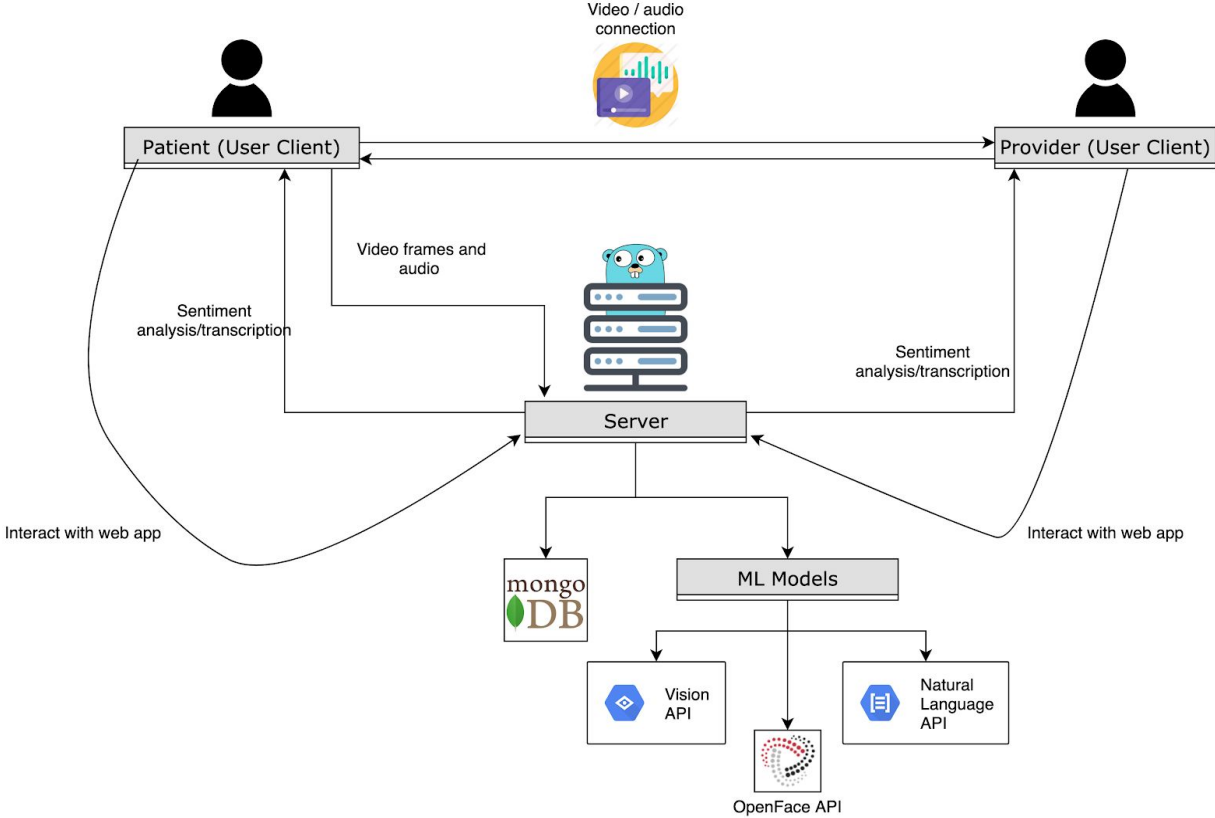 Video / audio
connection
Patient (User Client)
Provider (User Client)
Video frames and
audio
Sentiment
analysis/transcription
Sentiment
analysis/transcription
Server
Interact with web app
Interact with web app
mongo
DB
ML Models
Vision
API
Natural
Language
API
OpenFace API